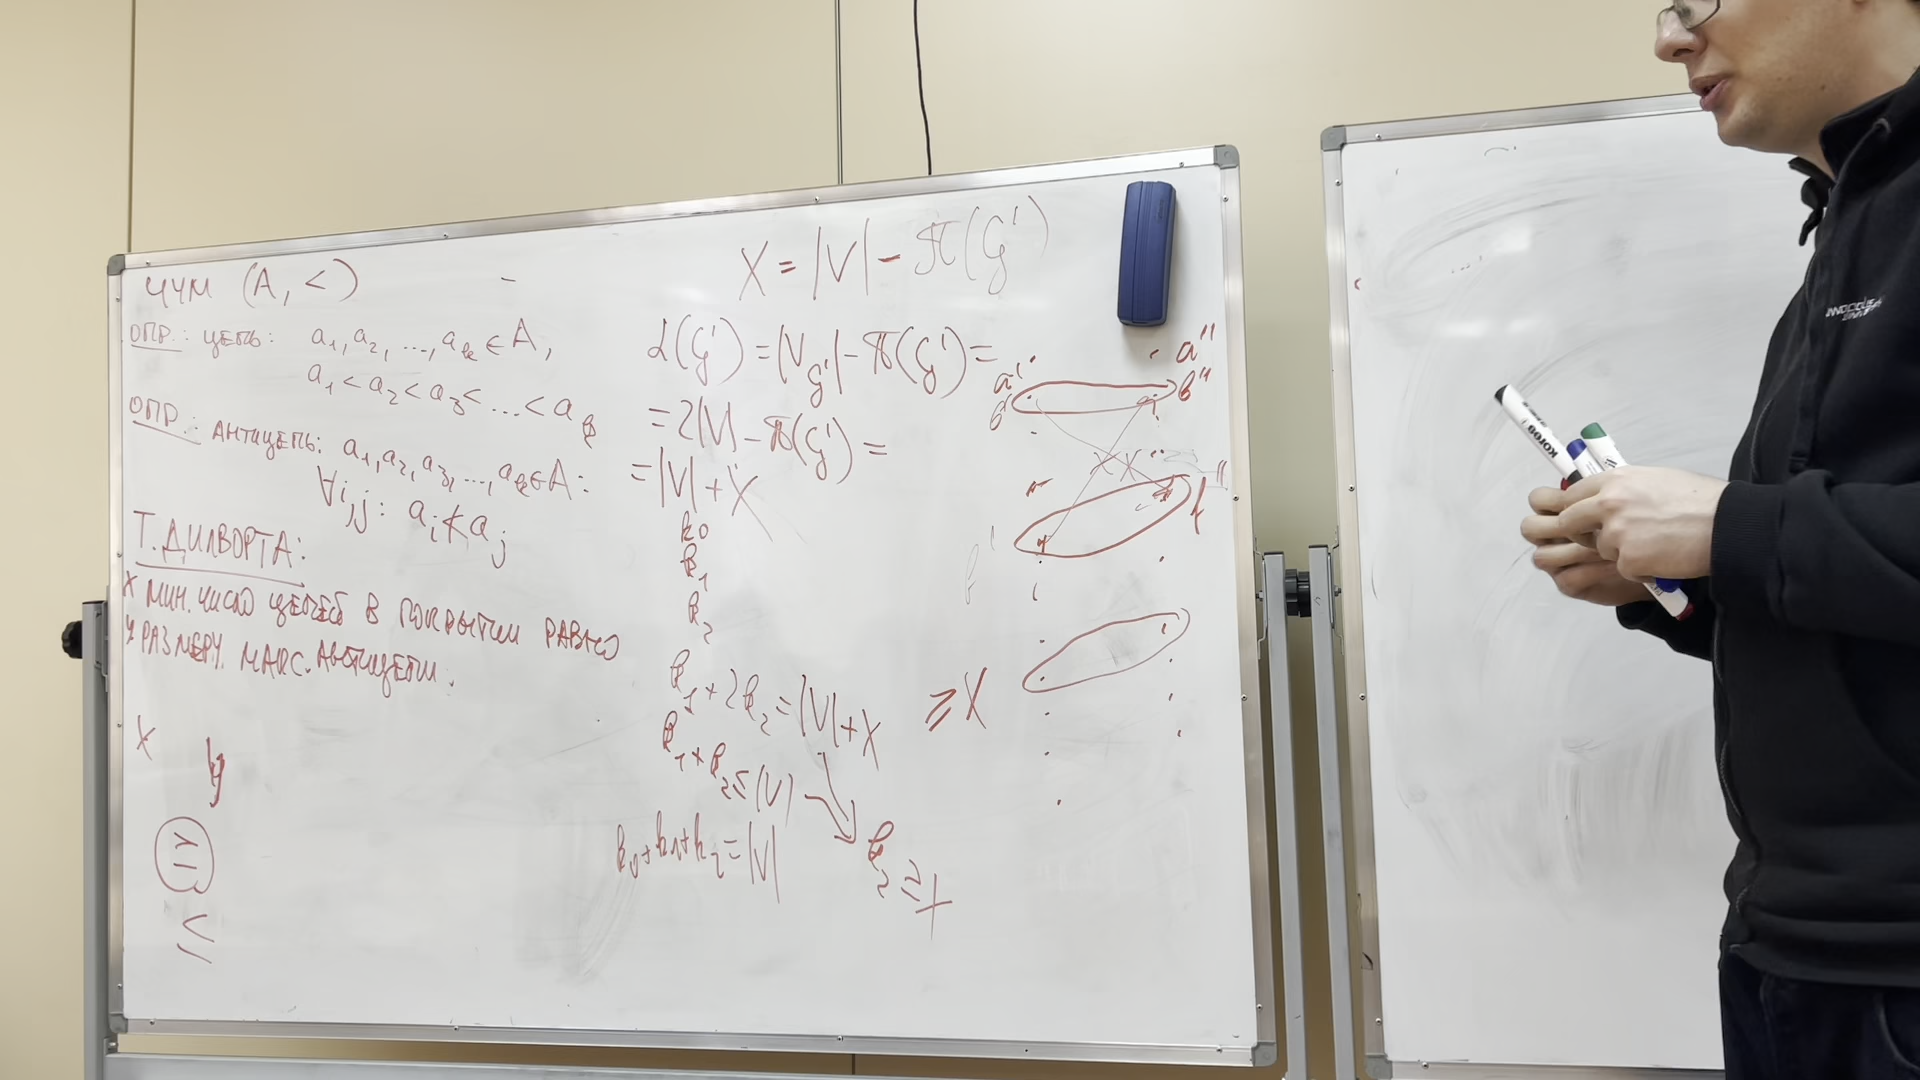 ЧУМ (A, <)
ОПР.: ЦЕПЬ: a₁, a₂, ..., aₖ ∈ A,
a₁ < a₂ < a₃ < ... < aₖ
ОПР.: АНТИЦЕПЬ: a₁, a₂, a₃, ..., aₖ ∈ A:
∀i,j: aᵢ ≮ aⱼ
Т. ДИЛВОРТА:
X МИН. ЧИСЛО ЦЕПЕЙ В ПОКРЫТИИ РАВНО
y РАЗМЕРУ МАКС. АНТИЦЕПИ.
X y
≤
X = |V| - π(G')
α(G') = |V_G'| - π(G') =
= 2|V| - π(G') =
= |V| + X
k₀
k₁
k₂
k₁ + 2k₂ = |V| + X
≥ X
k₁ + k₂ ≤ |V|
k₀ + k₁ + k₂ = |V|
k₂ ≥ X
a' a''
b' b''